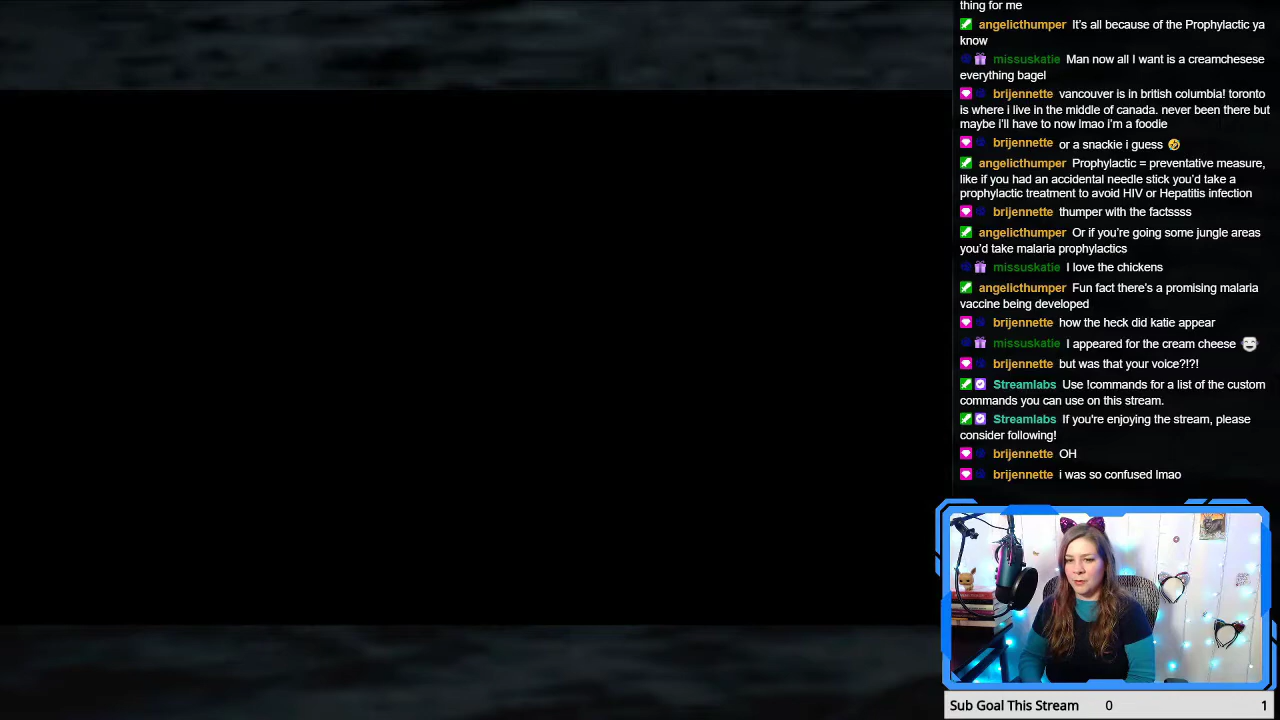 thing for me
angelicthumper It's all because of the Prophylactic ya
know
missuskatie Man now all I want is a creamchesese
everything bagel
brijennette vancouver is in british columbia! toronto
is where i live in the middle of canada. never been there but
maybe i'll have to now lmao i'm a foodie
brijennette or a snackie i guess 🤣
angelicthumper Prophylactic = preventative measure,
like if you had an accidental needle stick you'd take a
prophylactic treatment to avoid HIV or Hepatitis infection
brijennette thumper with the factssss
angelicthumper Or if you're going some jungle areas
you'd take malaria prophylactics
missuskatie I love the chickens
angelicthumper Fun fact there's a promising malaria
vaccine being developed
brijennette how the heck did katie appear
missuskatie I appeared for the cream cheese
brijennette but was that your voice?!?!
Streamlabs Use !commands for a list of the custom
commands you can use on this stream.
Streamlabs If you're enjoying the stream, please
consider following!
brijennette OH
brijennette i was so confused lmao
Sub Goal This Stream 0 1